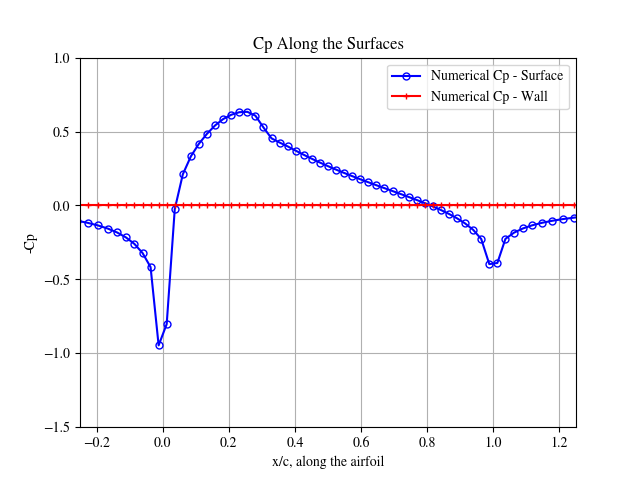 Cp Along the Surfaces
Numerical Cp - Surface
Numerical Cp - Wall
1.0
0.5
0.0
−0.5
−1.0
−1.5
-Cp
−0.2 0.0 0.2 0.4 0.6 0.8 1.0 1.2
x/c, along the airfoil